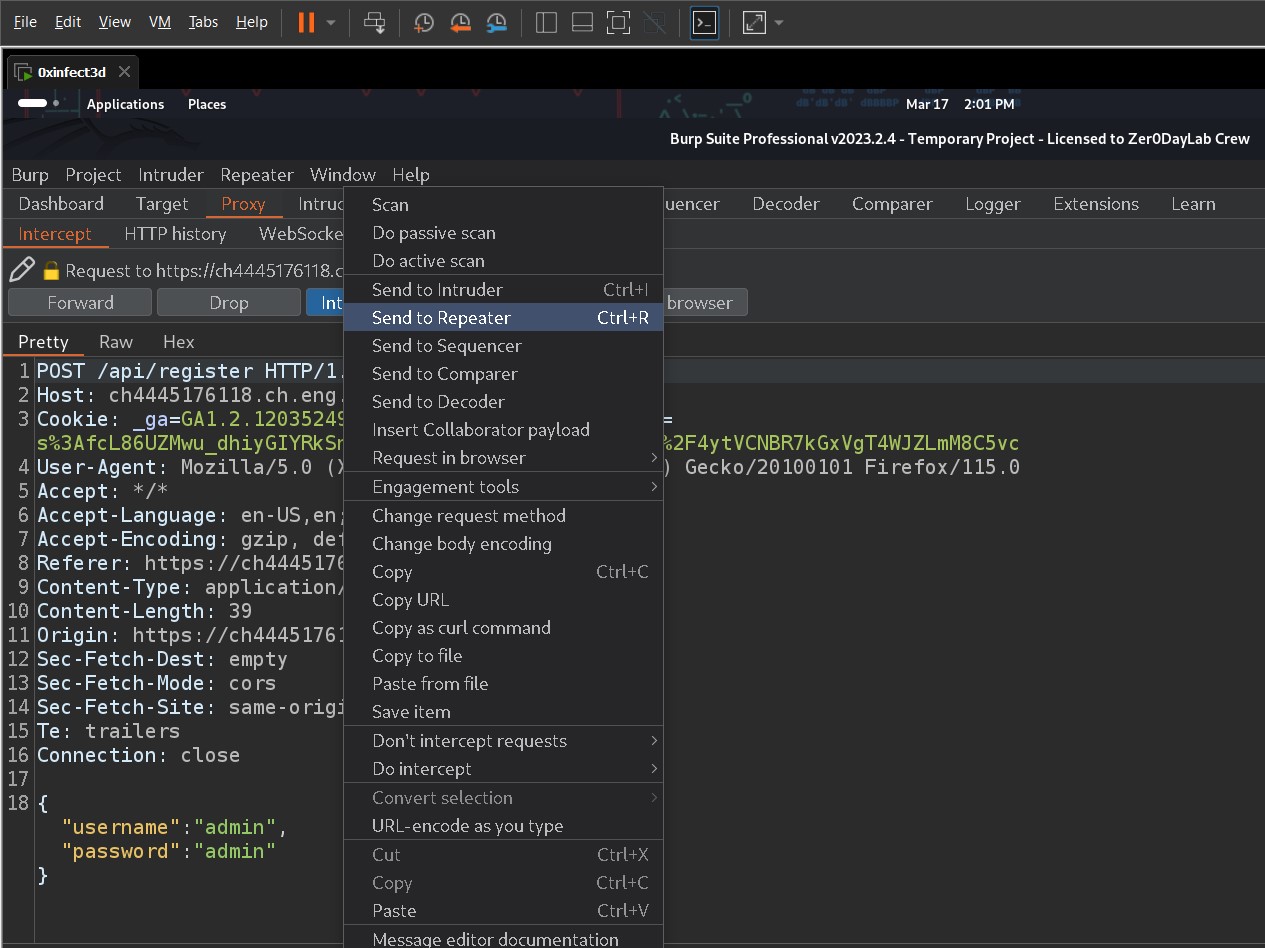 File Edit View VM Tabs Help
0xinfect3d
Applications Places Mar 17 2:01 PM
Burp Suite Professional v2023.2.4 - Temporary Project - Licensed to Zer0DayLab Crew
Burp Project Intruder Repeater Window Help
Dashboard Target Proxy Intruc uencer Decoder Comparer Logger Extensions Learn
Intercept HTTP history WebSocke
Request to https://ch4445176118.c
Forward Drop Int browser
Pretty Raw Hex
1 POST /api/register HTTP/1.
2 Host: ch4445176118.ch.eng.
3 Cookie: _ga=GA1.2.12035249 =
s%3AfcL86UZMwu_dhiyGIYRkSr %2F4ytVCNBR7kGxVgT4WJZLmM8C5vc
4 User-Agent: Mozilla/5.0 (X ) Gecko/20100101 Firefox/115.0
5 Accept: */*
6 Accept-Language: en-US,en;
7 Accept-Encoding: gzip, def
8 Referer: https://ch4445176
9 Content-Type: application/
10 Content-Length: 39
11 Origin: https://ch44451761
12 Sec-Fetch-Dest: empty
13 Sec-Fetch-Mode: cors
14 Sec-Fetch-Site: same-origi
15 Te: trailers
16 Connection: close
17
18 {
"username":"admin",
"password":"admin"
}
Scan
Do passive scan
Do active scan
Send to Intruder Ctrl+I
Send to Repeater Ctrl+R
Send to Sequencer
Send to Comparer
Send to Decoder
Insert Collaborator payload
Request in browser
Engagement tools
Change request method
Change body encoding
Copy Ctrl+C
Copy URL
Copy as curl command
Copy to file
Paste from file
Save item
Don't intercept requests
Do intercept
Convert selection
URL-encode as you type
Cut Ctrl+X
Copy Ctrl+C
Paste Ctrl+V
Message editor documentation